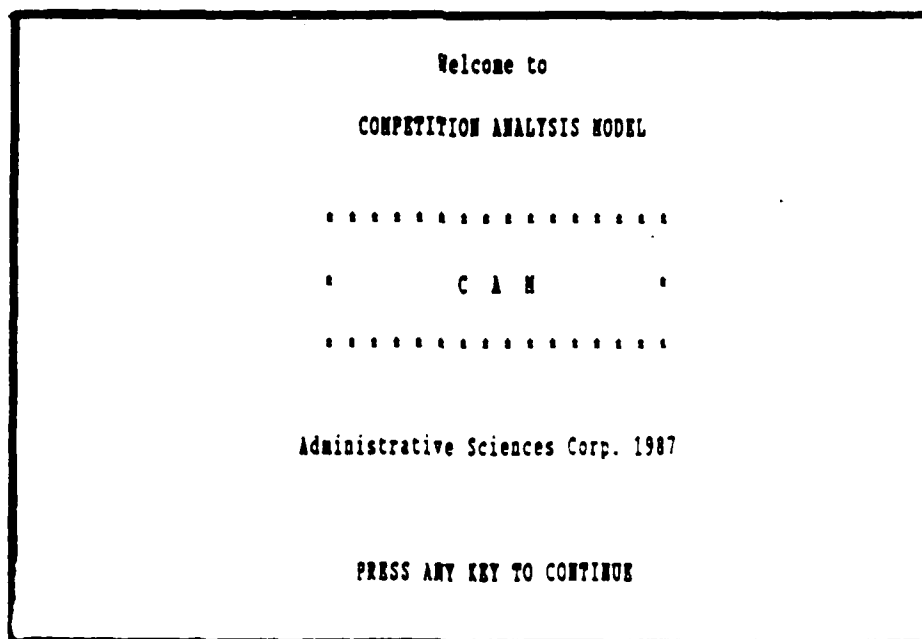 Welcome to
COMPETITION ANALYSIS MODEL
* * * * * * * * * * * * * * * *
* C A M *
* * * * * * * * * * * * * * * *
Administrative Sciences Corp. 1987
PRESS ANY KEY TO CONTINUE